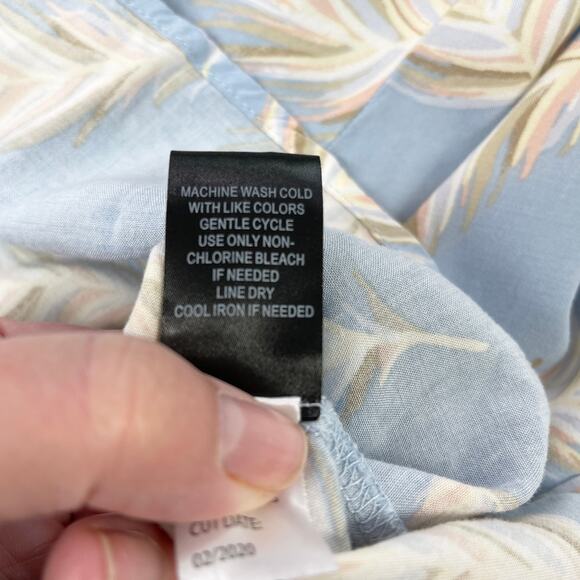 MACHINE WASH COLD
WITH LIKE COLORS
GENTLE CYCLE
USE ONLY NON-
CHLORINE BLEACH
IF NEEDED
LINE DRY
COOL IRON IF NEEDED
CUT DATE:
02/2020